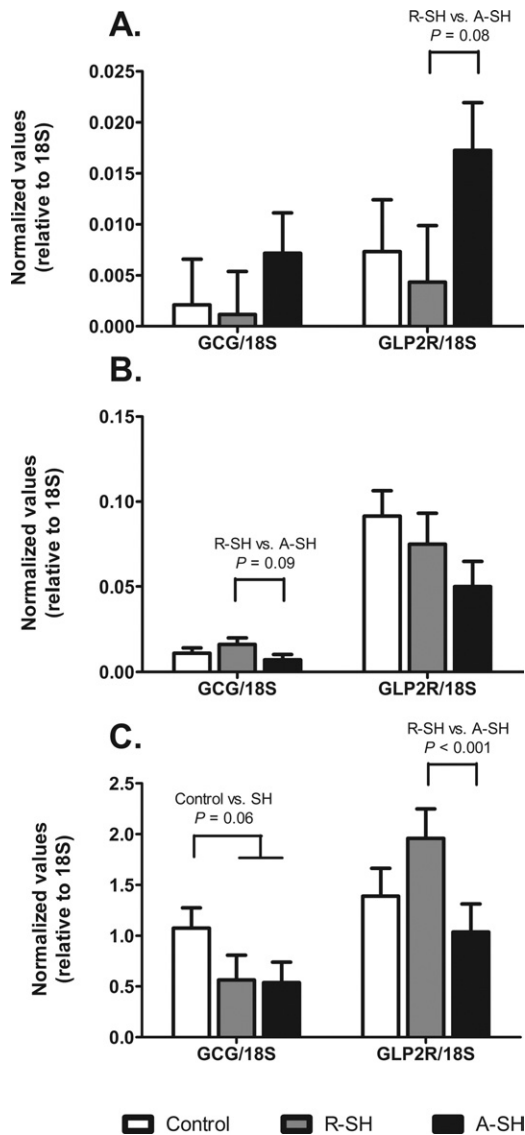 A.
R-SH vs. A-SH
P = 0.08
Normalized values
(relative to 18S)
0.025
0.020
0.015
0.010
0.005
0.000
GCG/18S GLP2R/18S
B.
Normalized values
(relative to 18S)
0.15
0.10
0.05
0.00
R-SH vs. A-SH
P = 0.09
GCG/18S GLP2R/18S
C.
R-SH vs. A-SH
P < 0.001
Control vs. SH
P = 0.06
Normalized values
(relative to 18S)
2.5
2.0
1.5
1.0
0.5
0.0
GCG/18S GLP2R/18S
Control R-SH A-SH